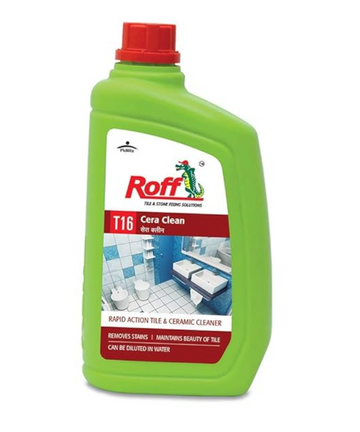 Pidilite
Roff
TM
TILE & STONE FIXING SOLUTIONS
T16 Cera Clean
सेरा क्लीन
RAPID ACTION TILE & CERAMIC CLEANER
REMOVES STAINS | MAINTAINS BEAUTY OF TILE
CAN BE DILUTED IN WATER